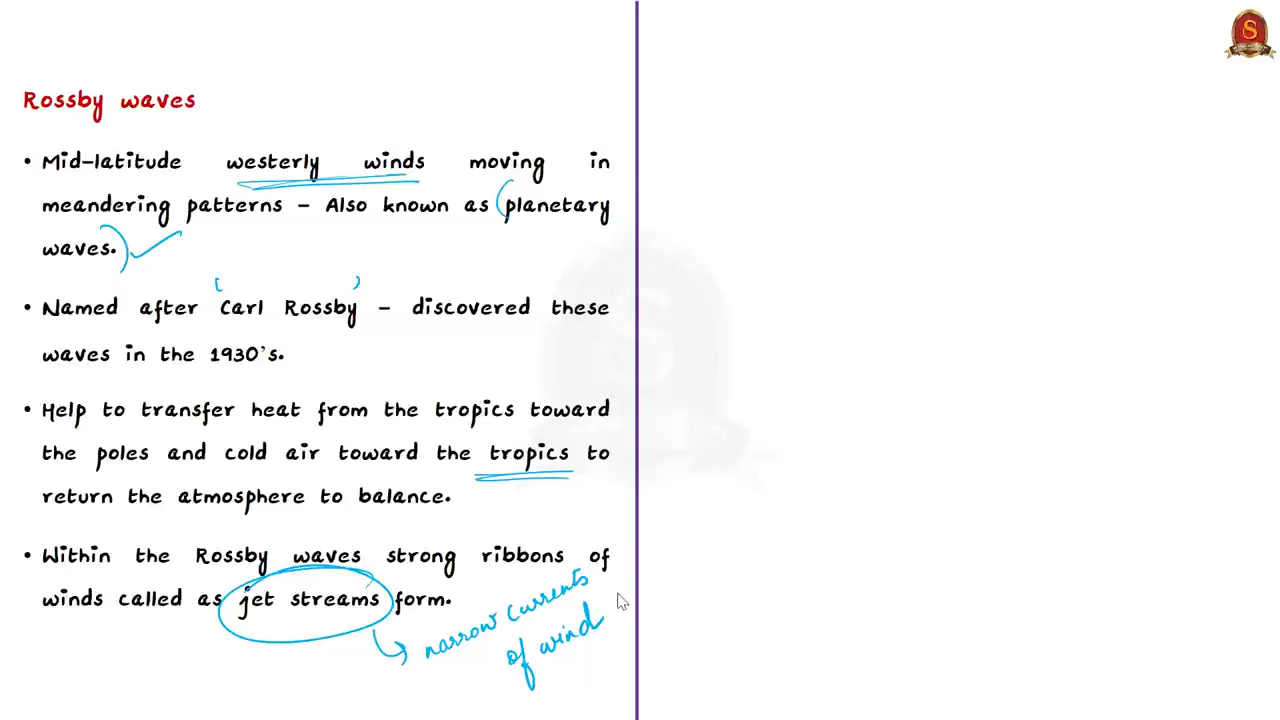 Rossby waves
• Mid-latitude westerly winds moving in
meandering patterns – Also known as planetary
waves.
• Named after Carl Rossby – discovered these
waves in the 1930's.
• Help to transfer heat from the tropics toward
the poles and cold air toward the tropics to
return the atmosphere to balance.
• Within the Rossby waves strong ribbons of
winds called as jet streams form.
narrow currents
of wind
S
S